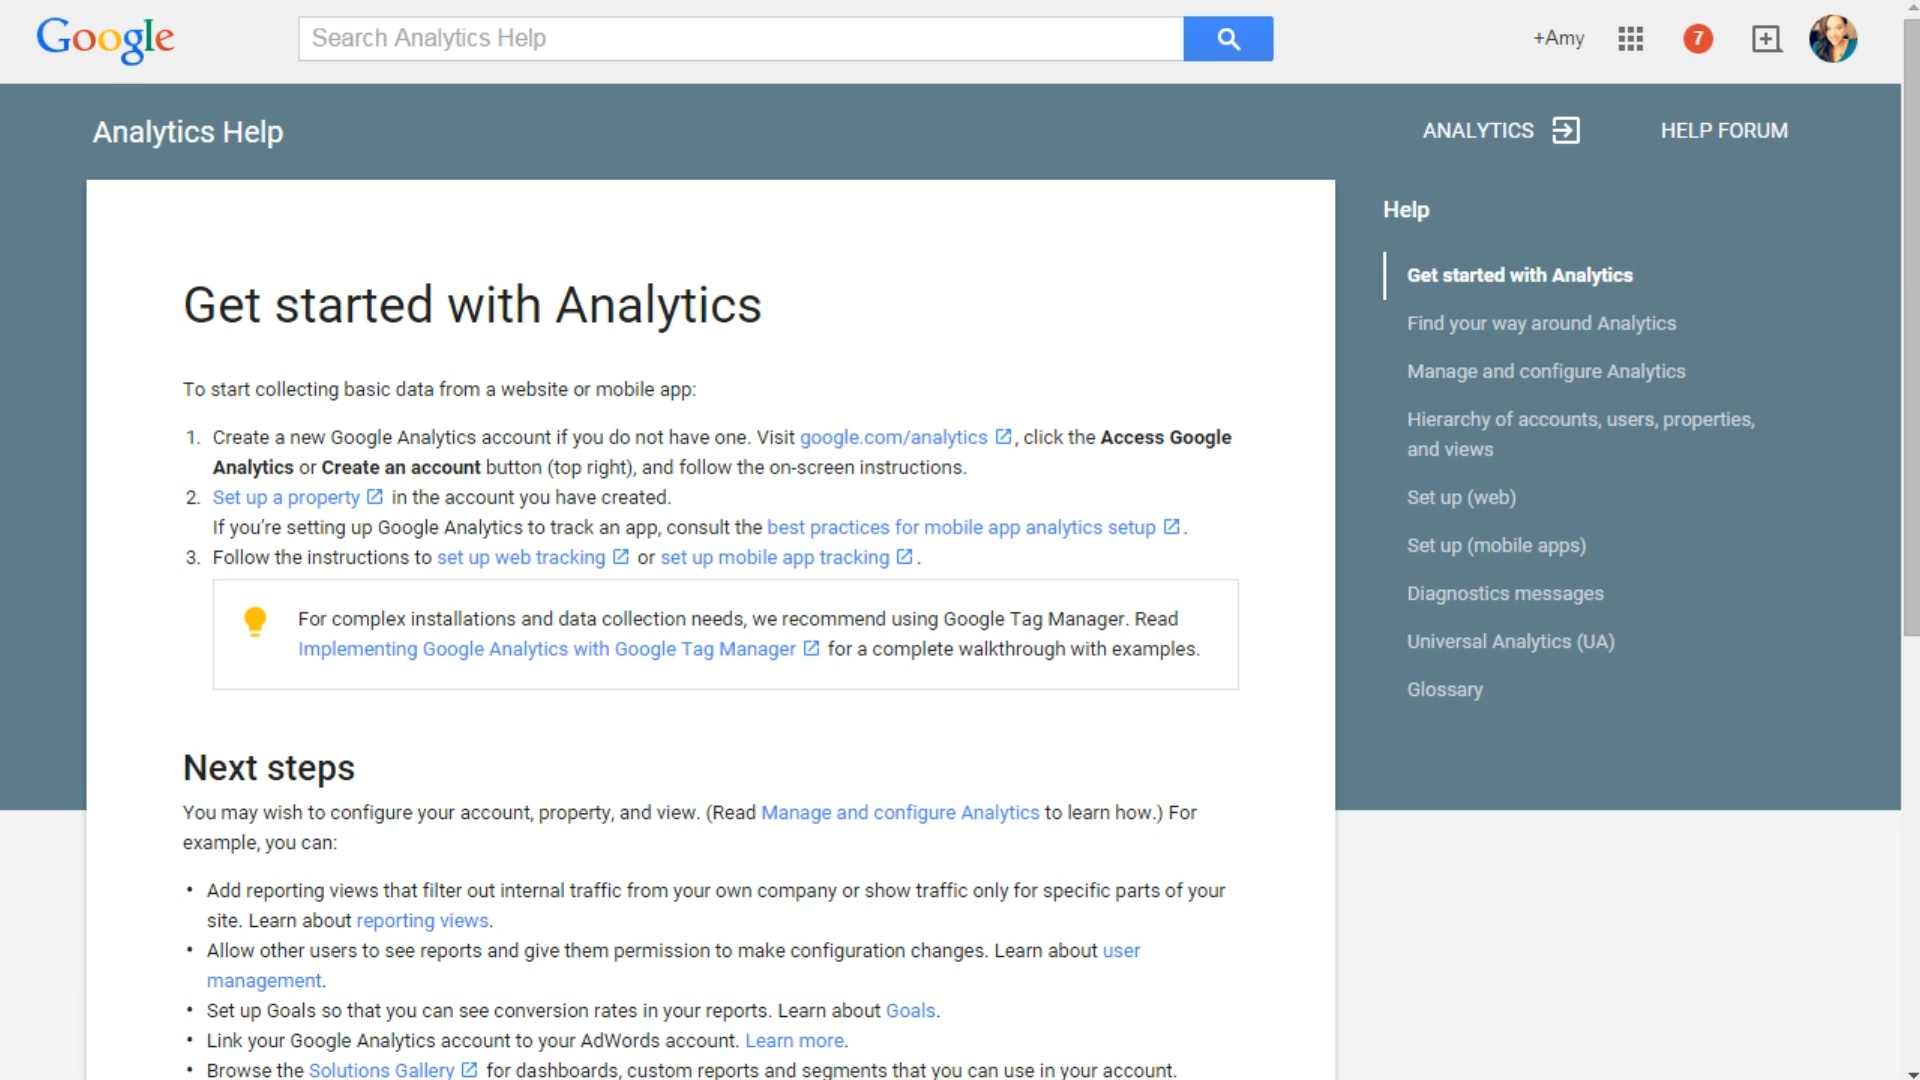 Google
Search Analytics Help
+Amy
7
Analytics Help
ANALYTICS
HELP FORUM
Get started with Analytics
To start collecting basic data from a website or mobile app:
1. Create a new Google Analytics account if you do not have one. Visit google.com/analytics , click the Access Google
Analytics or Create an account button (top right), and follow the on-screen instructions.
2. Set up a property in the account you have created.
If you’re setting up Google Analytics to track an app, consult the best practices for mobile app analytics setup .
3. Follow the instructions to set up web tracking or set up mobile app tracking .
For complex installations and data collection needs, we recommend using Google Tag Manager. Read
Implementing Google Analytics with Google Tag Manager for a complete walkthrough with examples.
Next steps
You may wish to configure your account, property, and view. (Read Manage and configure Analytics to learn how.) For
example, you can:
• Add reporting views that filter out internal traffic from your own company or show traffic only for specific parts of your
site. Learn about reporting views.
• Allow other users to see reports and give them permission to make configuration changes. Learn about user
management.
• Set up Goals so that you can see conversion rates in your reports. Learn about Goals.
• Link your Google Analytics account to your AdWords account. Learn more.
• Browse the Solutions Gallery for dashboards, custom reports and segments that you can use in your account.
Help
Get started with Analytics
Find your way around Analytics
Manage and configure Analytics
Hierarchy of accounts, users, properties,
and views
Set up (web)
Set up (mobile apps)
Diagnostics messages
Universal Analytics (UA)
Glossary